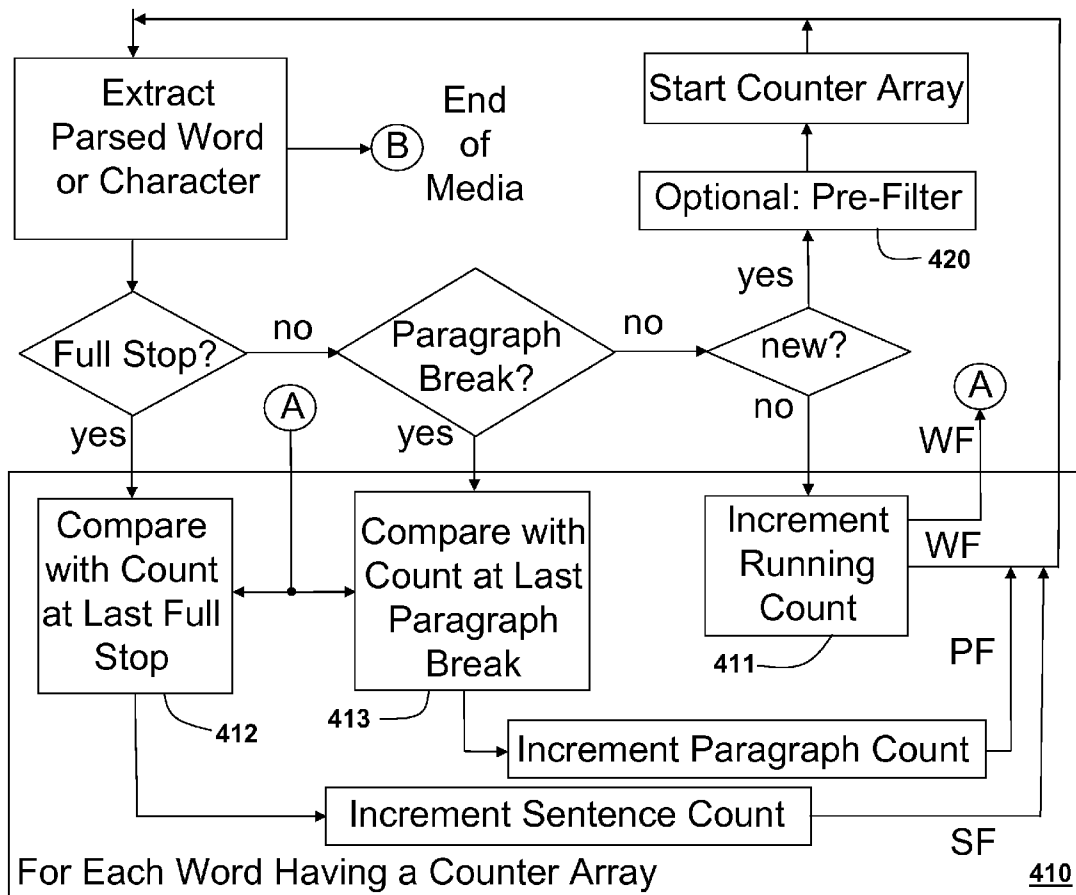 Extract
Parsed Word
or Character
B
End
of
Media
Start Counter Array
Optional: Pre-Filter
420
yes
Full Stop?
no
Paragraph
Break?
no
new?
A
yes
A
yes
no
WF
Compare
with Count
at Last Full
Stop
412
Compare with
Count at Last
Paragraph
Break
413
Increment
Running
Count
411
WF
PF
Increment Paragraph Count
Increment Sentence Count
SF
For Each Word Having a Counter Array
410